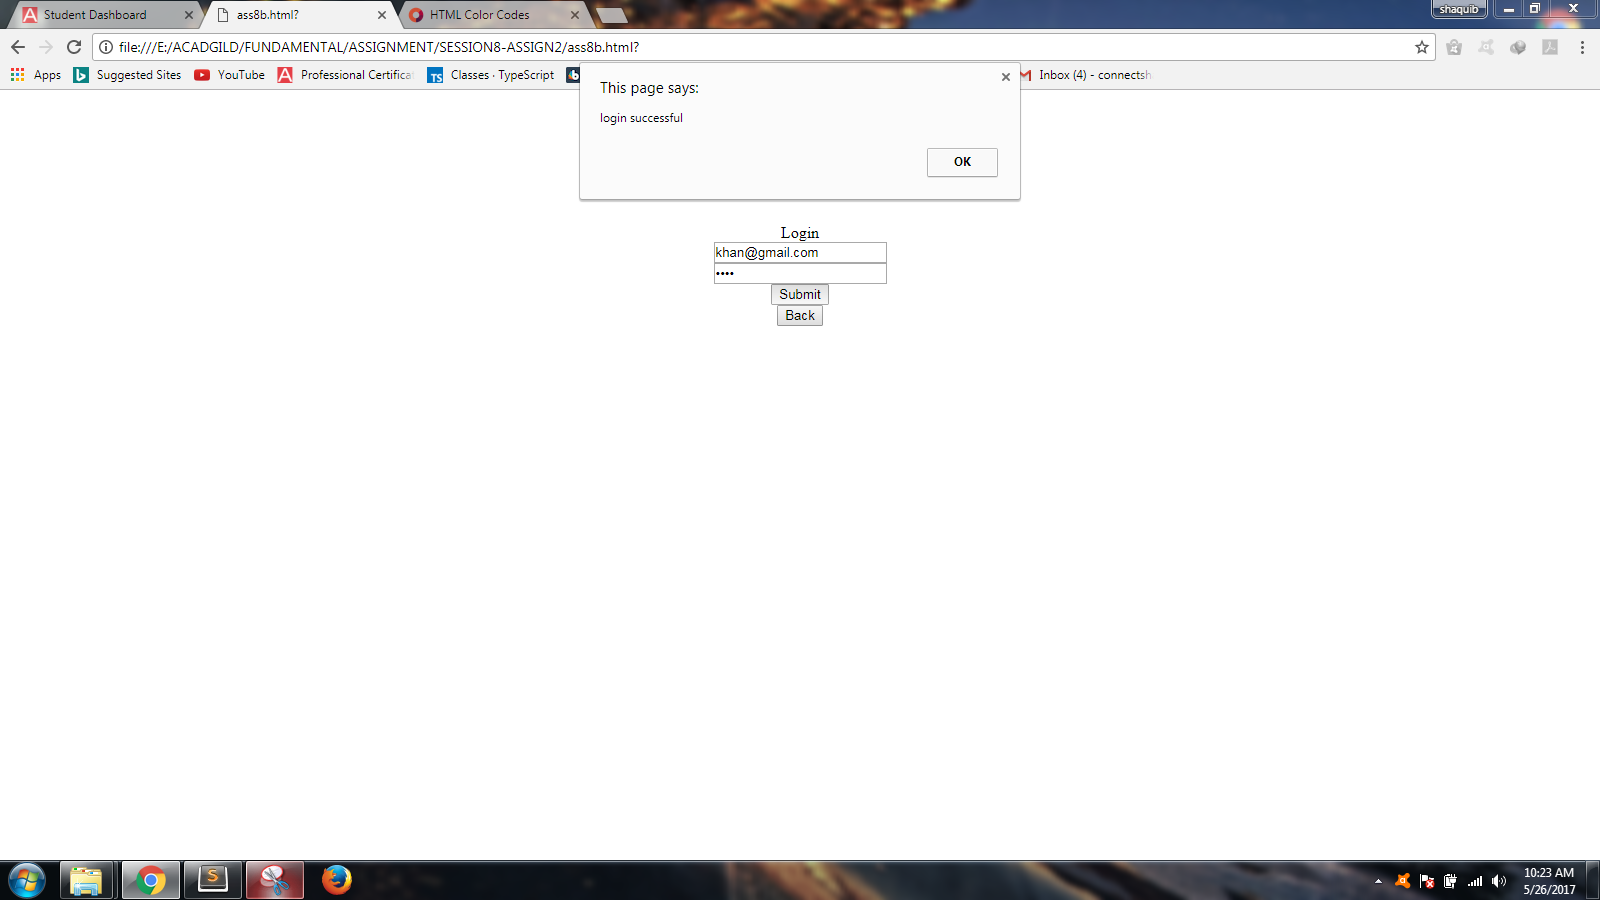 Student Dashboard
ass8b.html?
HTML Color Codes
shaquib
file:///E:/ACADGILD/FUNDAMENTAL/ASSIGNMENT/SESSION8-ASSIGN2/ass8b.html?
Apps
Suggested Sites
YouTube
Professional Certifica
Classes · TypeScript
Inbox (4) - connectsh
This page says:
login successful
OK
Login
khan@gmail.com
••••
Submit
Back
10:23 AM
5/26/2017